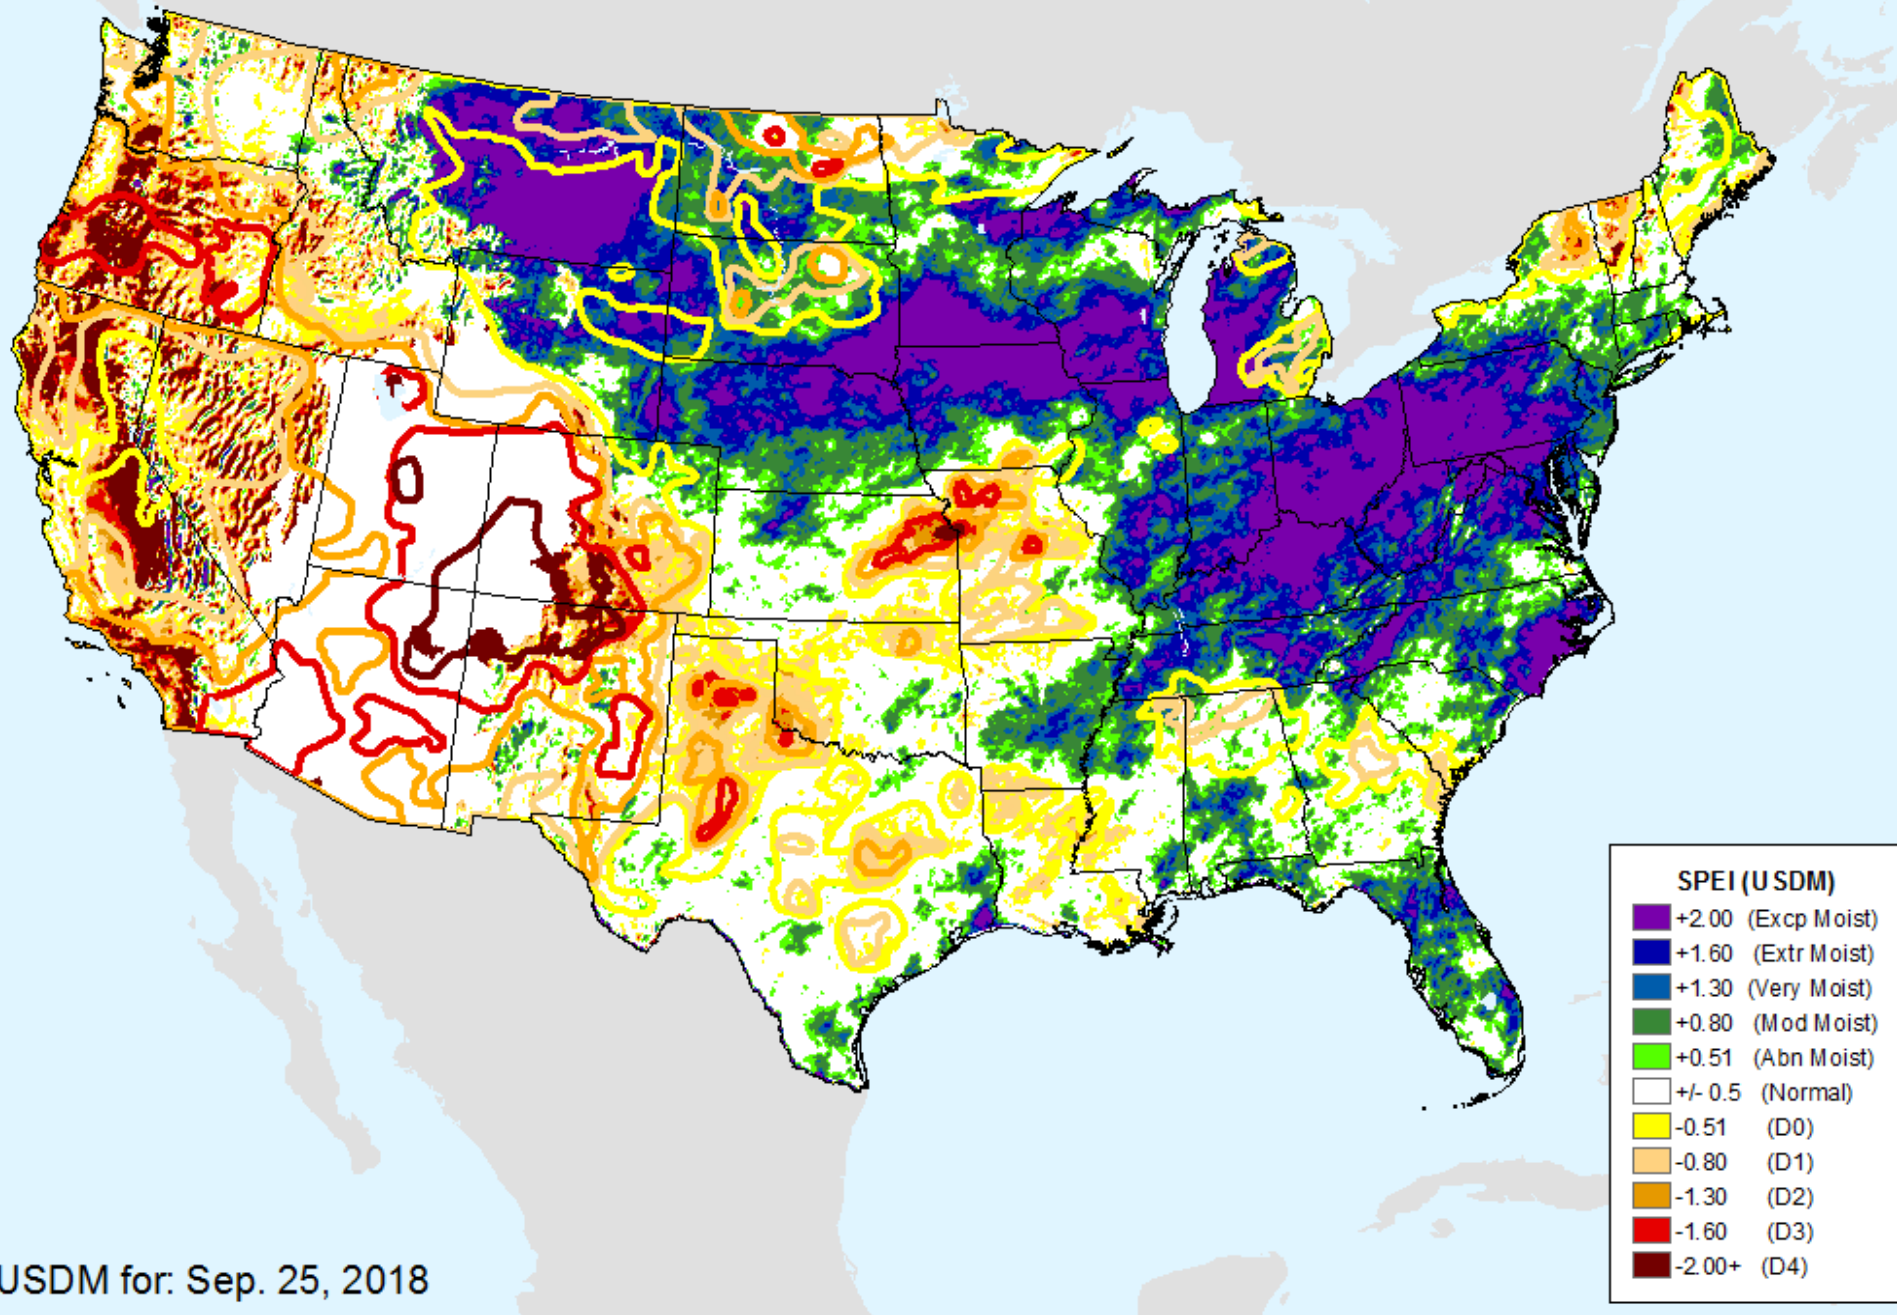 SPEI (USDM)
+2.00 (Excp Moist)
+1.60 (Extr Moist)
+1.30 (Very Moist)
+0.80 (Mod Moist)
+0.51 (Abn Moist)
+/- 0.5 (Normal)
-0.51 (D0)
-0.80 (D1)
-1.30 (D2)
-1.60 (D3)
-2.00+ (D4)
USDM for: Sep. 25, 2018